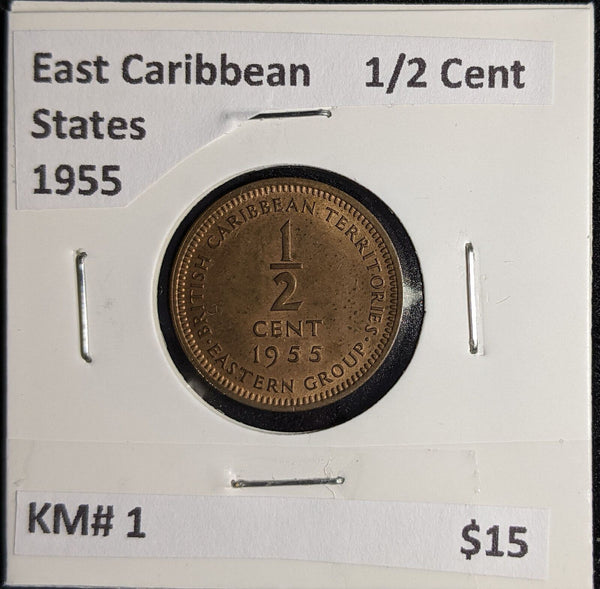 East Caribbean 1/2 Cent
States
1955
BRITISH CARIBBEAN TERRITORIES
1
2
CENT
1955
· EASTERN GROUP ·
KM# 1 $15